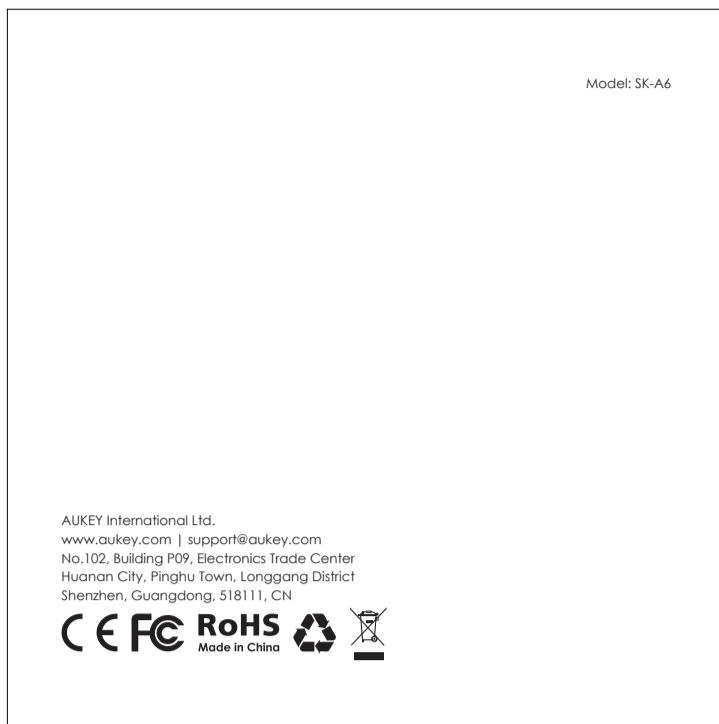 Model: SK-A6
AUKEY International Ltd.
www.aukey.com | support@aukey.com
No.102, Building P09, Electronics Trade Center
Huanan City, Pinghu Town, Longgang District
Shenzhen, Guangdong, 518111, CN
CE FC RoHS
Made in China